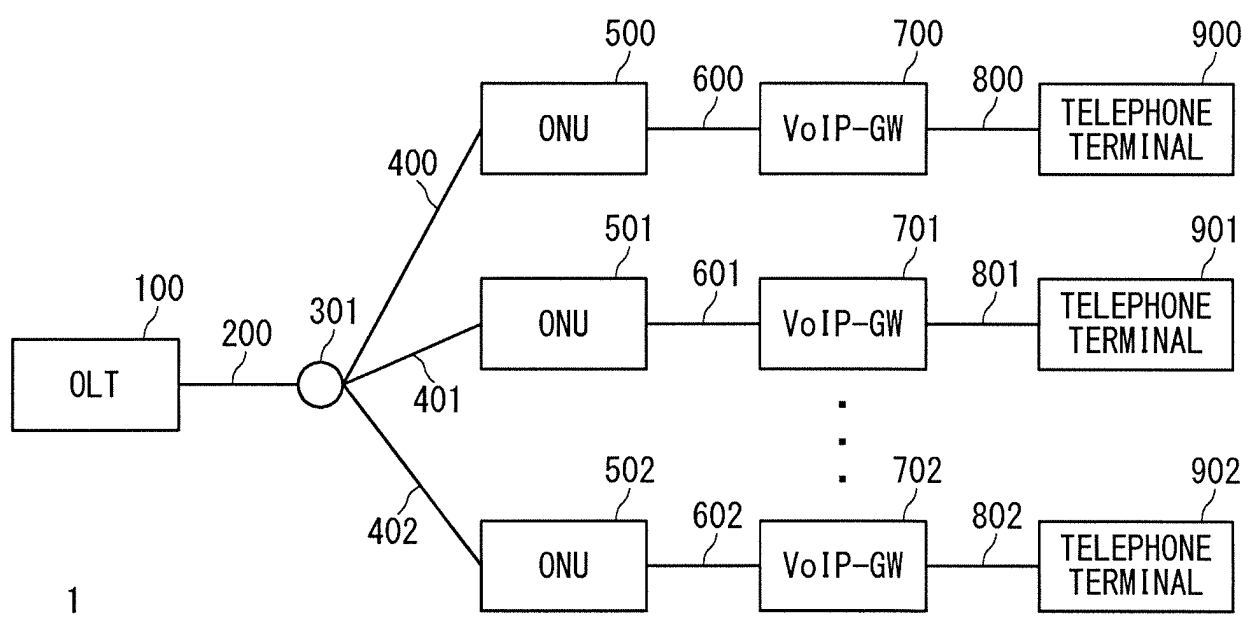 500
700
900
600
800
ONU
VoIP-GW
TELEPHONE
TERMINAL
400
501
701
901
601
801
ONU
VoIP-GW
TELEPHONE
TERMINAL
100
200
301
OLT
401
502
702
902
402
602
802
ONU
VoIP-GW
TELEPHONE
TERMINAL
1